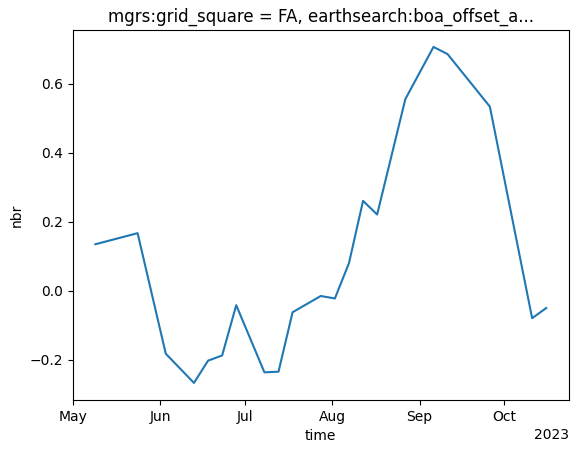 mgrs:grid_square = FA, earthsearch:boa_offset_a...
0.6
0.4
0.2
0.0
−0.2
nbr
May Jun Jul Aug Sep Oct
time
2023